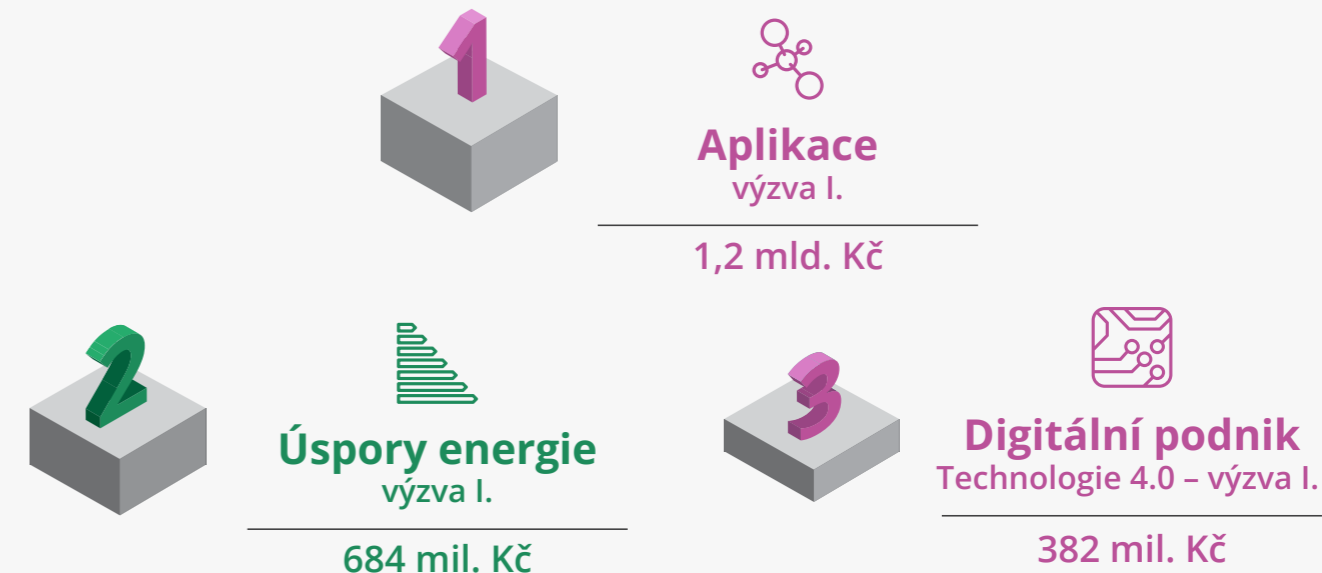 1
Aplikace
výzva I.
1,2 mld. Kč
2
Úspory energie
výzva I.
684 mil. Kč
3
Digitální podnik
Technologie 4.0 – výzva I.
382 mil. Kč